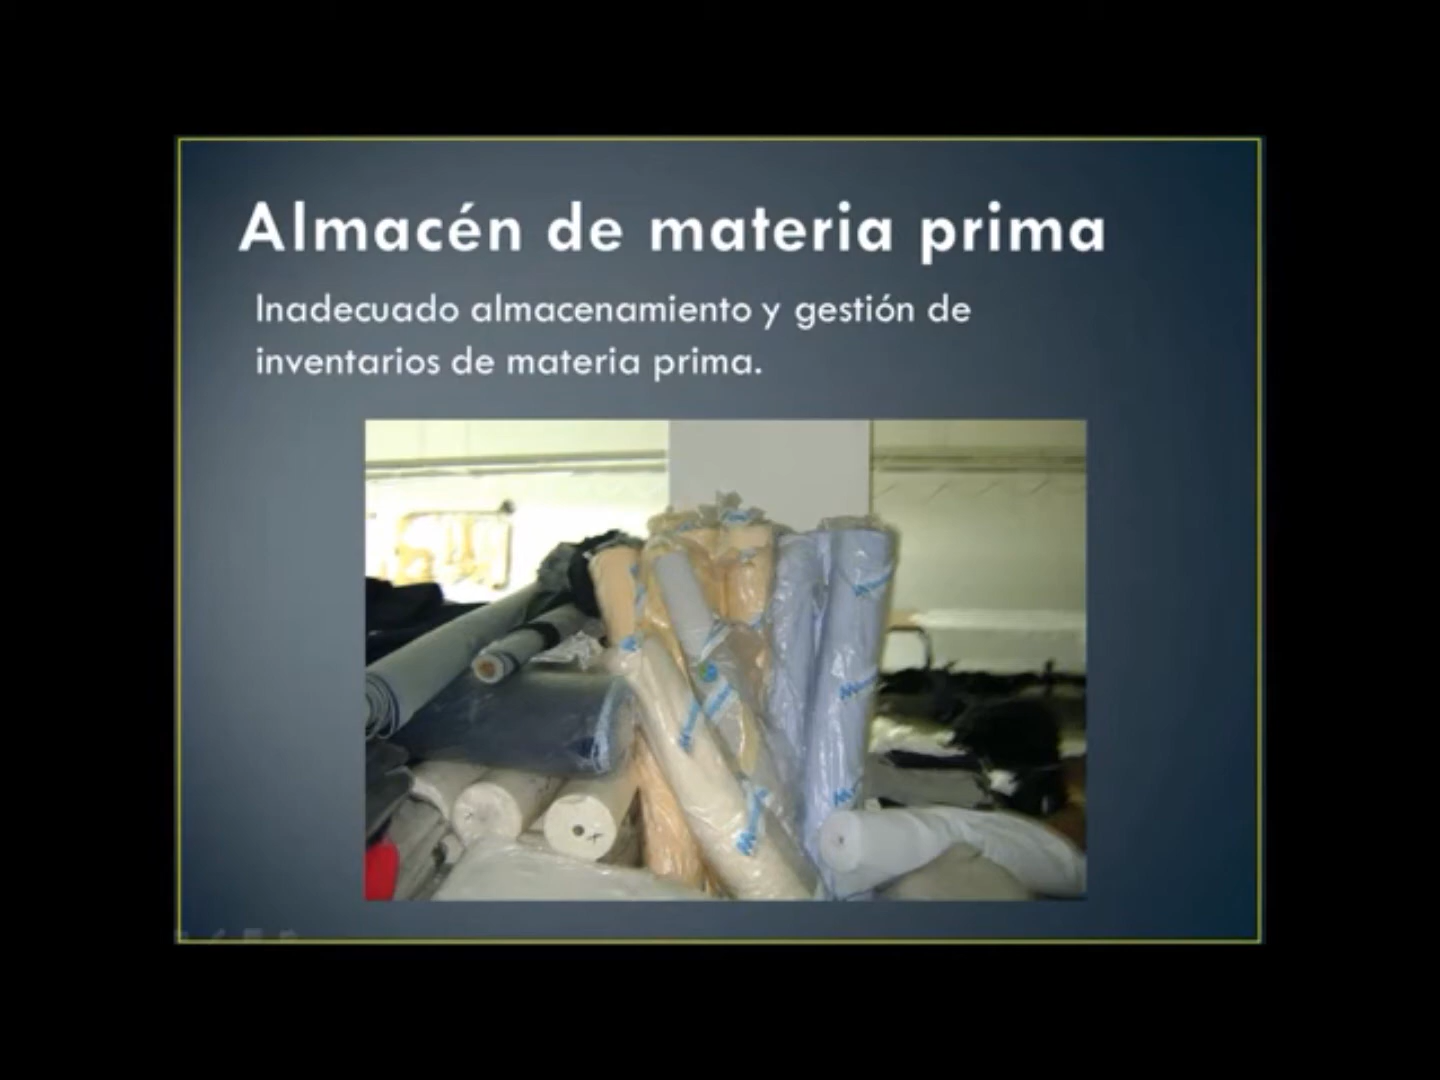 Almacén de materia prima
Inadecuado almacenamiento y gestión de
inventarios de materia prima.